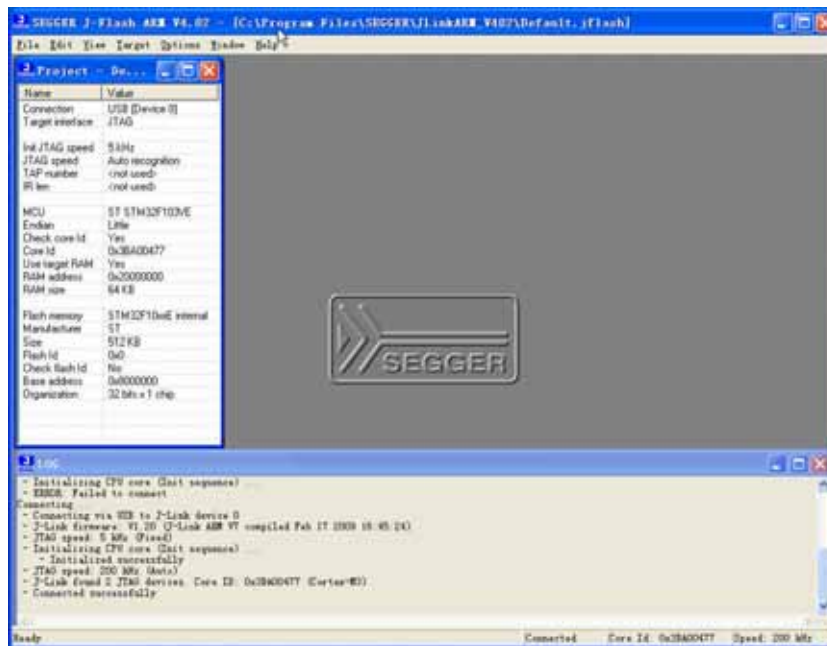 SEGGER J-Flash ARM V4.02 - [C:\Program Files\SEGGER\JLinkARM_V402\Default.jflash]
File Edit View Target Options Window Help
Project - De...
Name Value
Connection USB [Device 0]
Target interface JTAG
Init JTAG speed 5 kHz
JTAG speed Auto recognition
TAP number <not used>
IR len <not used>
MCU ST STM32F103VE
Endian Little
Check core Id Yes
Core Id 0x3BA00477
Use target RAM Yes
RAM address 0x20000000
RAM size 64 KB
Flash memory STM32F10xxE internal
Manufacturer ST
Size 512 KB
Flash Id 0x0
Check flash Id No
Base address 0x8000000
Organization 32 bits x 1 chip
SEGGER
LOG
- Initializing CPU core (Init sequence) ...
- ERROR: Failed to connect
Connecting ...
- Connecting via USB to J-Link device 0
- J-Link firmware: V1.20 (J-Link ARM V7 compiled Feb 17 2009 18:45:24)
- JTAG speed: 5 kHz (Fixed)
- Initializing CPU core (Init sequence) ...
- Initialized successfully
- JTAG speed: 200 kHz (Auto)
- J-Link found 2 JTAG devices. Core ID: 0x3BA00477 (Cortex-M3)
- Connected successfully
Ready Connected Core Id: 0x3BA00477 Speed: 200 kHz